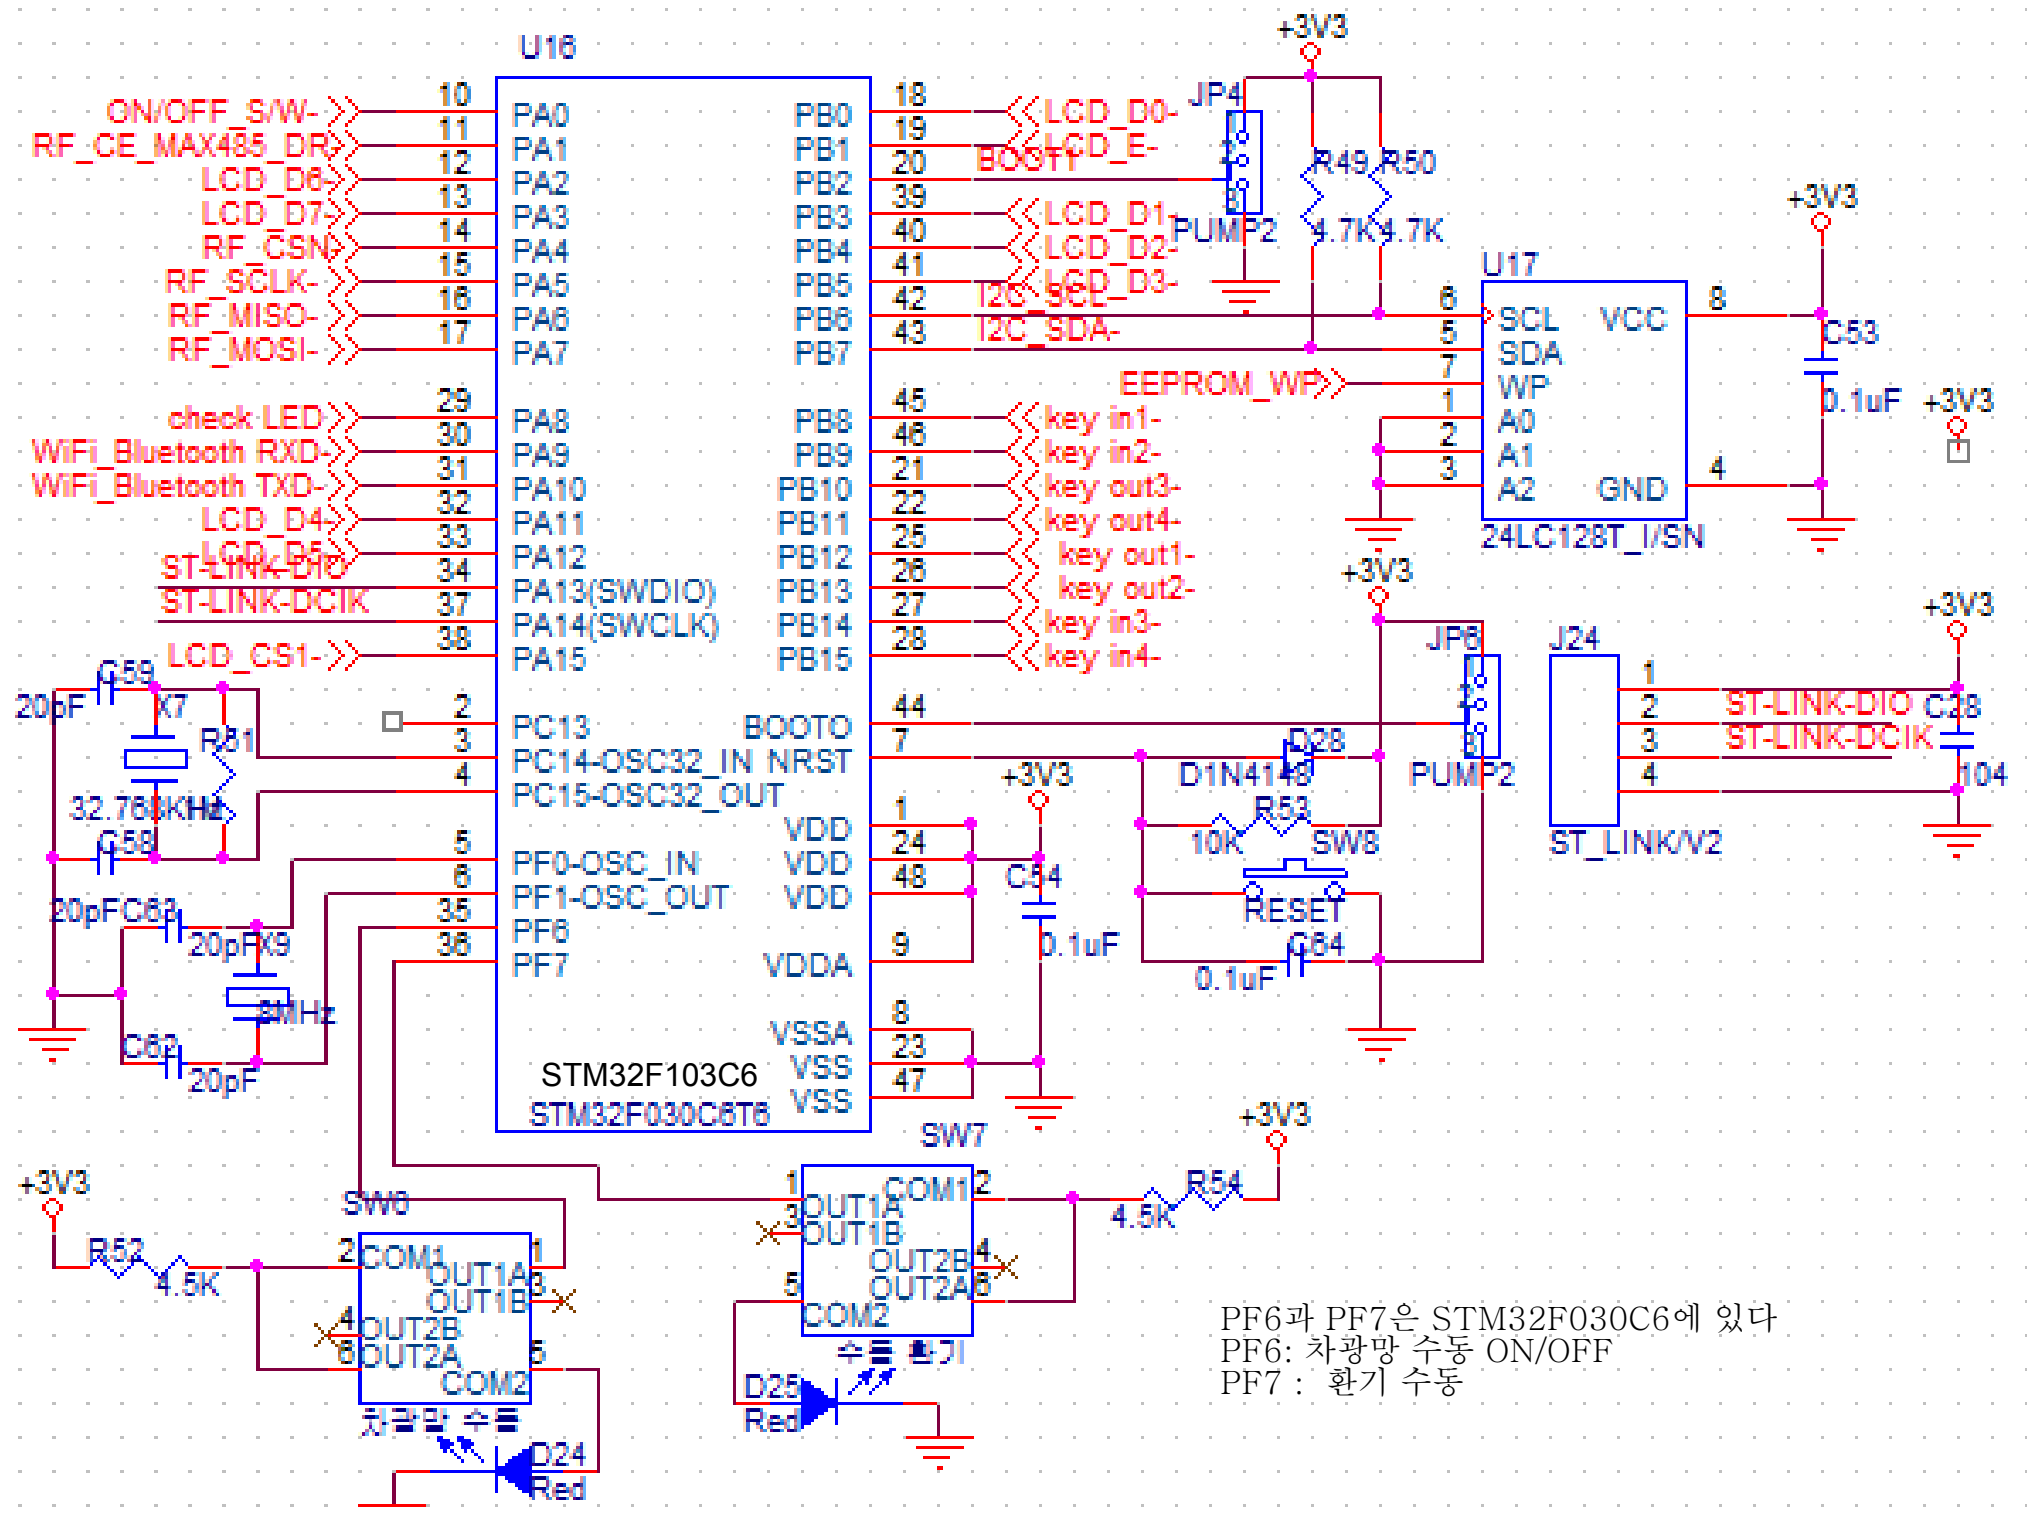 U16
10 PA0 ON/OFF_S/W-
11 PA1 RF_CE_MAX485_DR
12 PA2 LCD_D6-
13 PA3 LCD_D7-
14 PA4 RF_CSN
15 PA5 RF_SCLK-
16 PA6 RF_MISO-
17 PA7 RF_MOSI-
29 PA8 check LED
30 PA9 WiFi_Bluetooth RXD-
31 PA10 WiFi_Bluetooth TXD-
32 PA11 LCD_D4-
33 PA12 LCD_D5-
34 PA13(SWDIO) ST-LINK-DIO
37 PA14(SWCLK) ST-LINK-DCIK
38 PA15 LCD_CS1-
2 PC13
3 PC14-OSC32_IN
4 PC15-OSC32_OUT
5 PF0-OSC_IN
6 PF1-OSC_OUT
35 PF6
36 PF7
PB0 18 LCD_D0-
PB1 19 LCD_E-
PB2 20 BOOT1
PB3 39 LCD_D1-
PB4 40 LCD_D2-
PB5 41 LCD_D3-
PB6 42 I2C_SCL
PB7 43 I2C_SDA-
PB8 45 key in1-
PB9 46 key in2-
PB10 21 key out3-
PB11 22 key out4-
PB12 25 key out1-
PB13 26 key out2-
PB14 27 key in3-
PB15 28 key in4-
BOOTO 44
NRST 7
VDD 1
VDD 24
VDD 48
VDDA 9
VSSA 8
VSS 23
VSS 47
STM32F103C6
STM32F030C6T6
+3V3
JP4
1
2
3
PUMP2
R49 R50
4.7K 4.7K
U17
6 SCL
5 SDA
7 WP
EEPROM_WP
1 A0
2 A1
3 A2
VCC 8
GND 4
24LC128T_I/SN
+3V3
C53
0.1uF
+3V3
+3V3
JP6
1
2
3
PUMP2
J24
1
2 ST-LINK-DIO
3 ST-LINK-DCIK
4
ST_LINK/V2
+3V3
C28
104
D28
D1N4148
R53
10K
SW8
RESET
C64
0.1uF
+3V3
C54
0.1uF
C59
20pF
X7
R51
32.768KHz
C58
20pF
20pF
X9
8MHz
C62
20pF
+3V3
R52
4.5K
SW6
2 COM1
OUT1A 1
OUT1B 3
4 OUT2B
6 OUT2A
COM2 5
차광망 수동
D24
Red
SW7
1 OUT1A
3 OUT1B
COM1 2
OUT2B 4
OUT2A 6
5 COM2
수동 환기
D25
Red
+3V3
R54
4.5K
PF6과 PF7은 STM32F030C6에 있다
PF6: 차광망 수동 ON/OFF
PF7 : 환기 수동